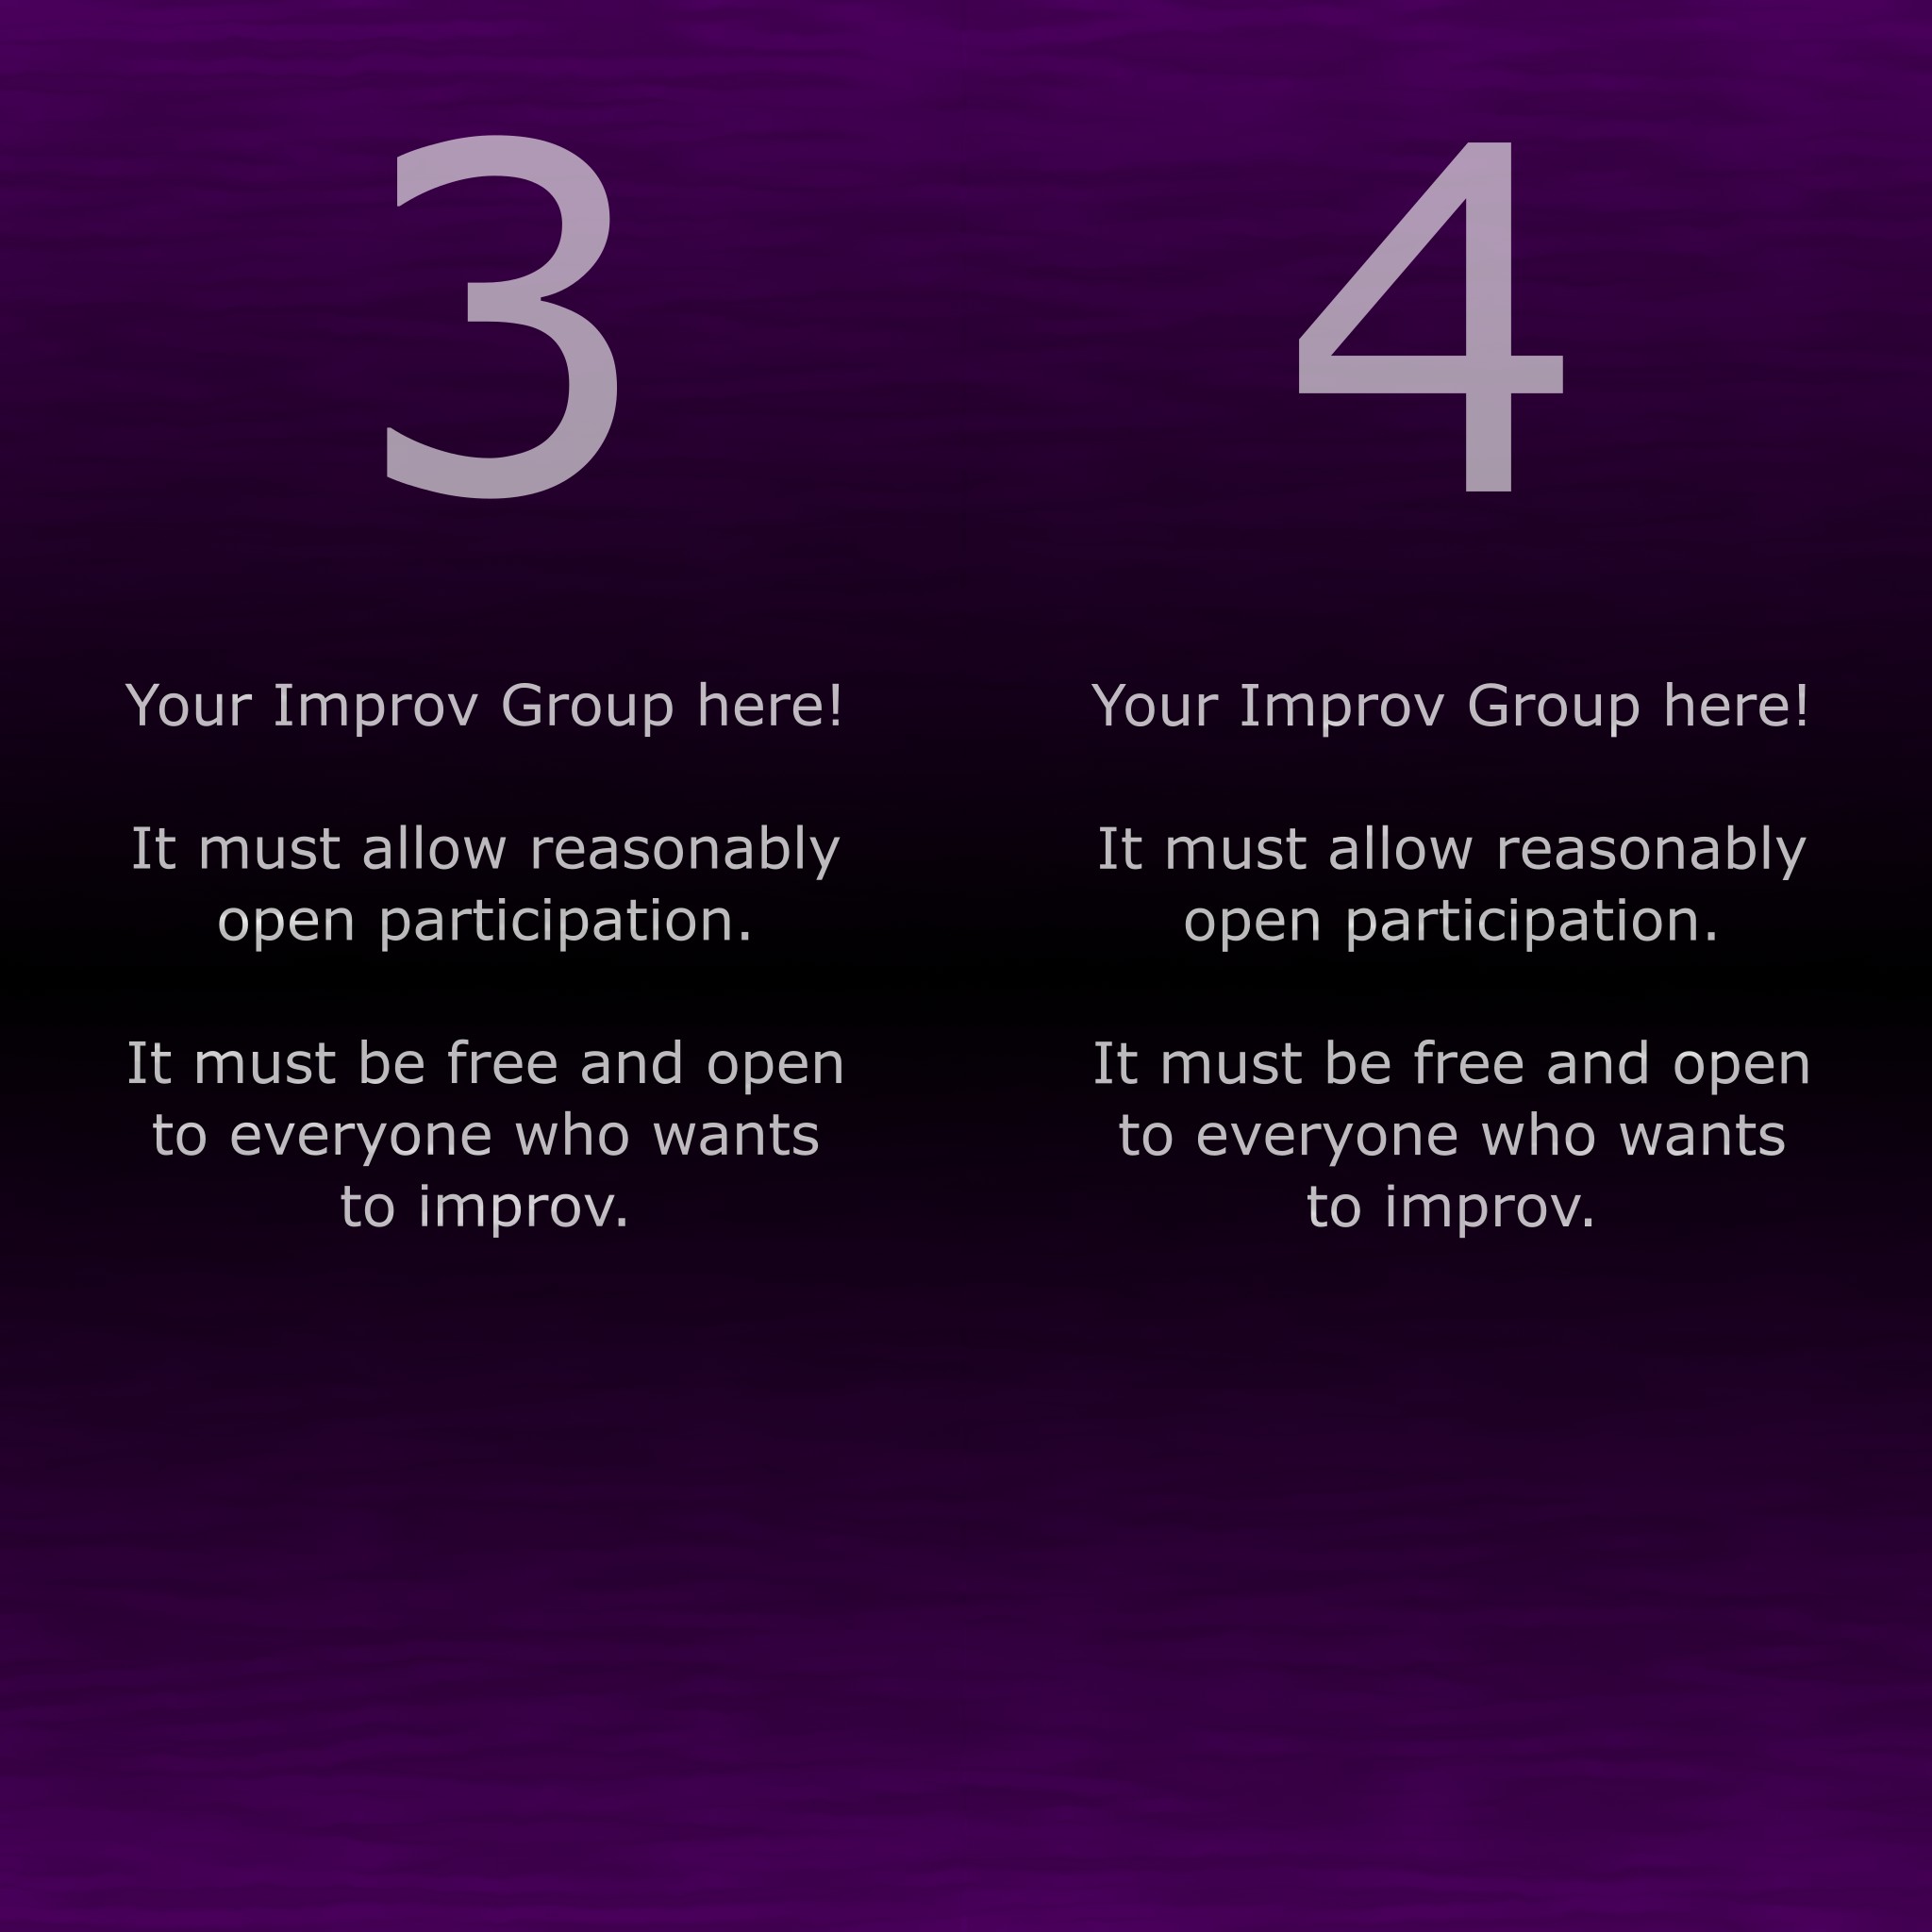 3
Your Improv Group here!
It must allow reasonably
open participation.
It must be free and open
to everyone who wants
to improv.
4
Your Improv Group here!
It must allow reasonably
open participation.
It must be free and open
to everyone who wants
to improv.